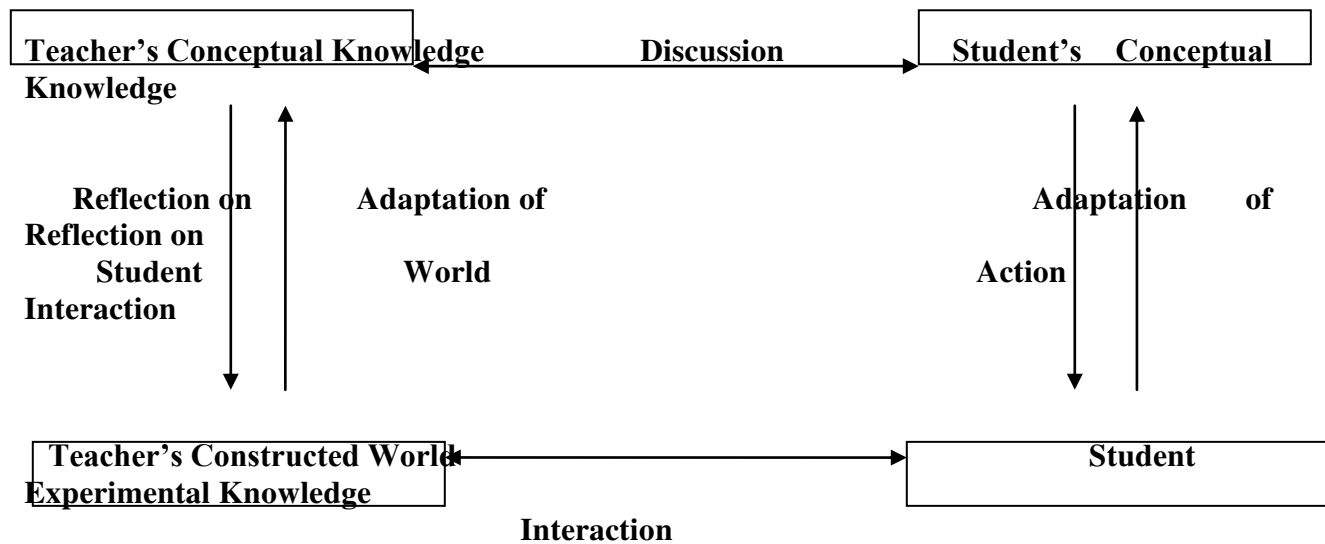 Teacher’s Conceptual Knowledge Discussion Student’s Conceptual
Knowledge
Reflection on Adaptation of Adaptation of
Reflection on
Student World Action
Interaction
Teacher’s Constructed World Student
Experimental Knowledge
Interaction